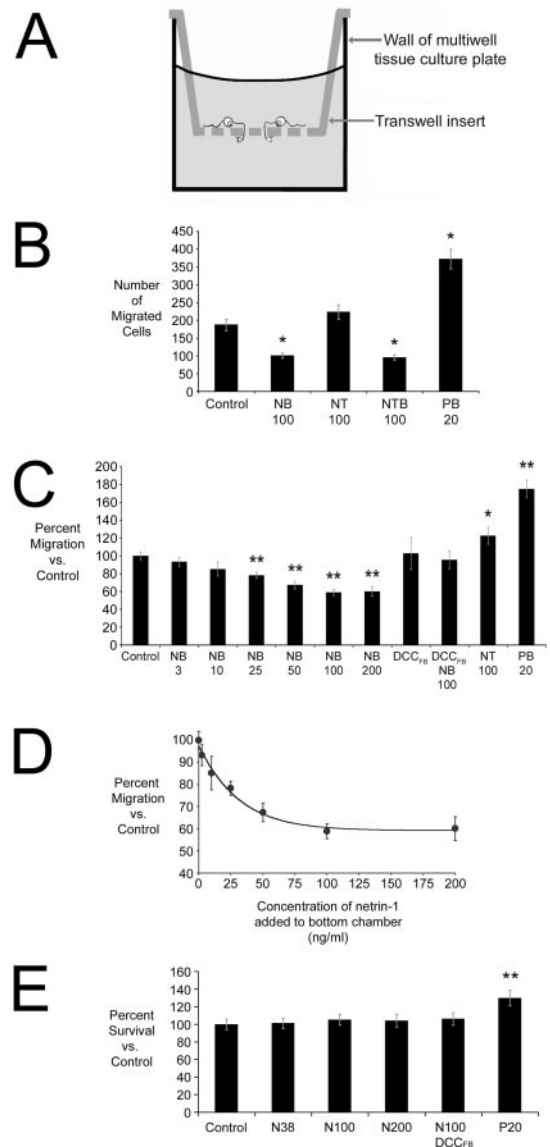 A
Wall of multiwell
tissue culture plate
Transwell insert
B
Number
of
Migrated
Cells
450
400
350
300
250
200
150
100
50
0
*
*
*
Control
NB
100
NT
100
NTB
100
PB
20
C
Percent
Migration
vs.
Control
200
180
160
140
120
100
80
60
40
20
0
**
**
**
**
*
**
Control
NB
3
NB
10
NB
25
NB
50
NB
100
NB
200
DCCFB
DCCFB
NB
100
NT
100
PB
20
D
Percent
Migration
vs.
Control
100
90
80
70
60
50
40
0 25 50 75 100 125 150 175 200
Concentration of netrin-1
added to bottom chamber
(ng/ml)
E
Percent
Survival
vs.
Control
160
140
120
100
80
60
40
20
0
**
Control
N38
N100
N200
N100
DCCFB
P20